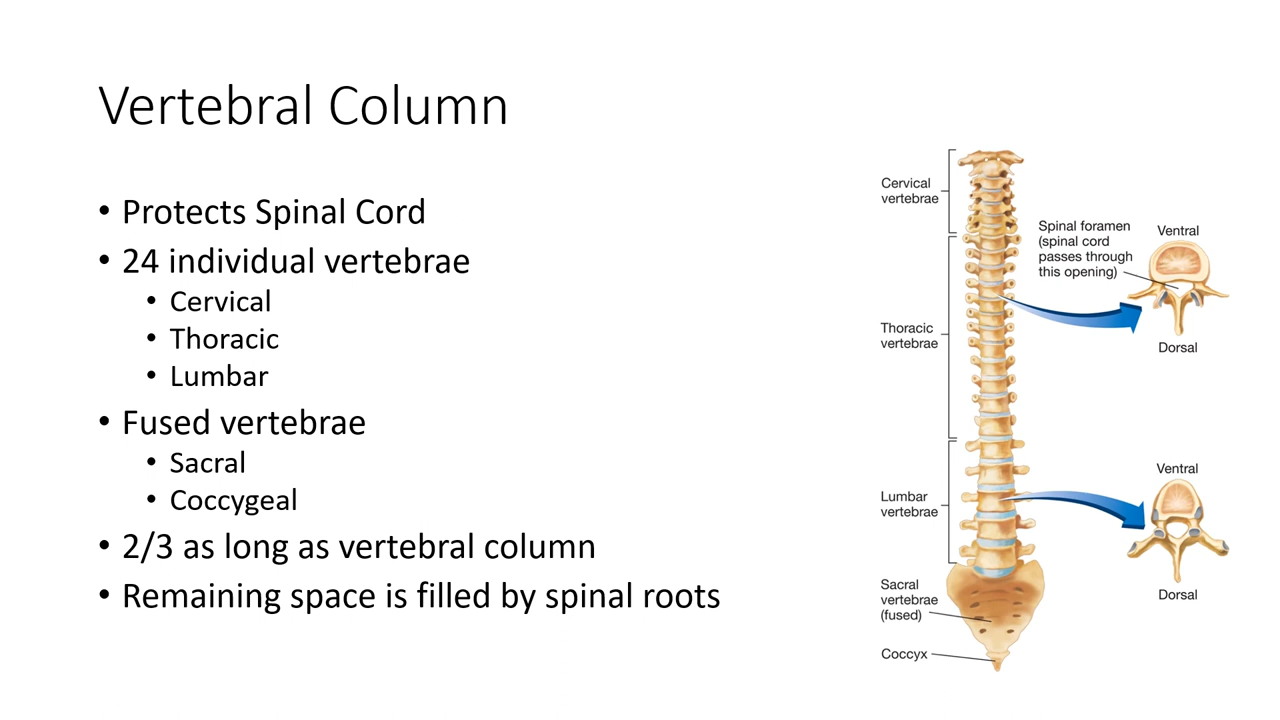 Vertebral Column
• Protects Spinal Cord
• 24 individual vertebrae
• Cervical
• Thoracic
• Lumbar
• Fused vertebrae
• Sacral
• Coccygeal
• 2/3 as long as vertebral column
• Remaining space is filled by spinal roots
Cervical
vertebrae
Thoracic
vertebrae
Lumbar
vertebrae
Sacral
vertebrae
(fused)
Coccyx
Spinal foramen
(spinal cord
passes through
this opening)
Ventral
Dorsal
Ventral
Dorsal